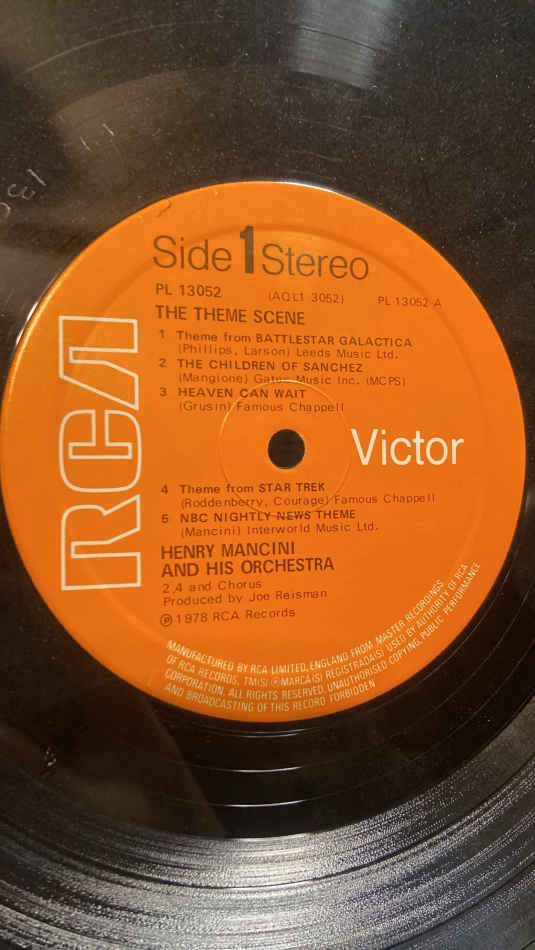 Side 1 Stereo
PL 13052 (AQL1 3052) PL 13052-A
THE THEME SCENE
1 Theme from BATTLESTAR GALACTICA
(Phillips, Larson) Leeds Music Ltd.
2 THE CHILDREN OF SANCHEZ
(Mangione) Gates Music Inc. (MCPS)
3 HEAVEN CAN WAIT
(Grusin) Famous Chappell
RCA
Victor
4 Theme from STAR TREK
(Roddenberry, Courage) Famous Chappell
5 NBC NIGHTLY NEWS THEME
(Mancini) Interworld Music Ltd.
HENRY MANCINI
AND HIS ORCHESTRA
2,4 and Chorus
Produced by Joe Reisman
Ⓟ 1978 RCA Records
MANUFACTURED BY RCA LIMITED, ENGLAND FROM MASTER RECORDINGS
OF RCA RECORDS, TM(S) ® MARCA(S) REGISTRADA(S) USED BY AUTHORITY OF RCA
CORPORATION. ALL RIGHTS RESERVED. UNAUTHORISED COPYING, PUBLIC PERFORMANCE
AND BROADCASTING OF THIS RECORD FORBIDDEN